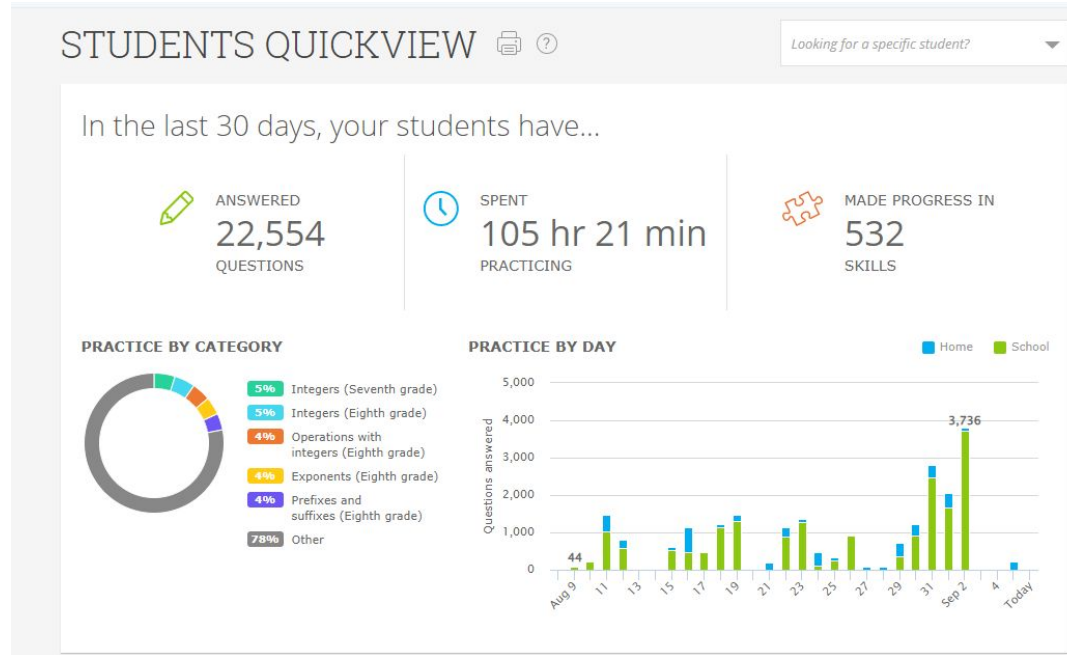 STUDENTS QUICKVIEW ?
Looking for a specific student?
In the last 30 days, your students have...
ANSWERED
22,554
QUESTIONS
SPENT
105 hr 21 min
PRACTICING
MADE PROGRESS IN
532
SKILLS
PRACTICE BY CATEGORY
5% Integers (Seventh grade)
5% Integers (Eighth grade)
4% Operations with
integers (Eighth grade)
4% Exponents (Eighth grade)
4% Prefixes and
suffixes (Eighth grade)
78% Other
PRACTICE BY DAY
Home School
Questions answered
5,000
4,000
3,000
2,000
1,000
0
44
3,736
Aug 9 11 13 15 17 19 21 23 25 27 29 31 Sep 2 4 Today